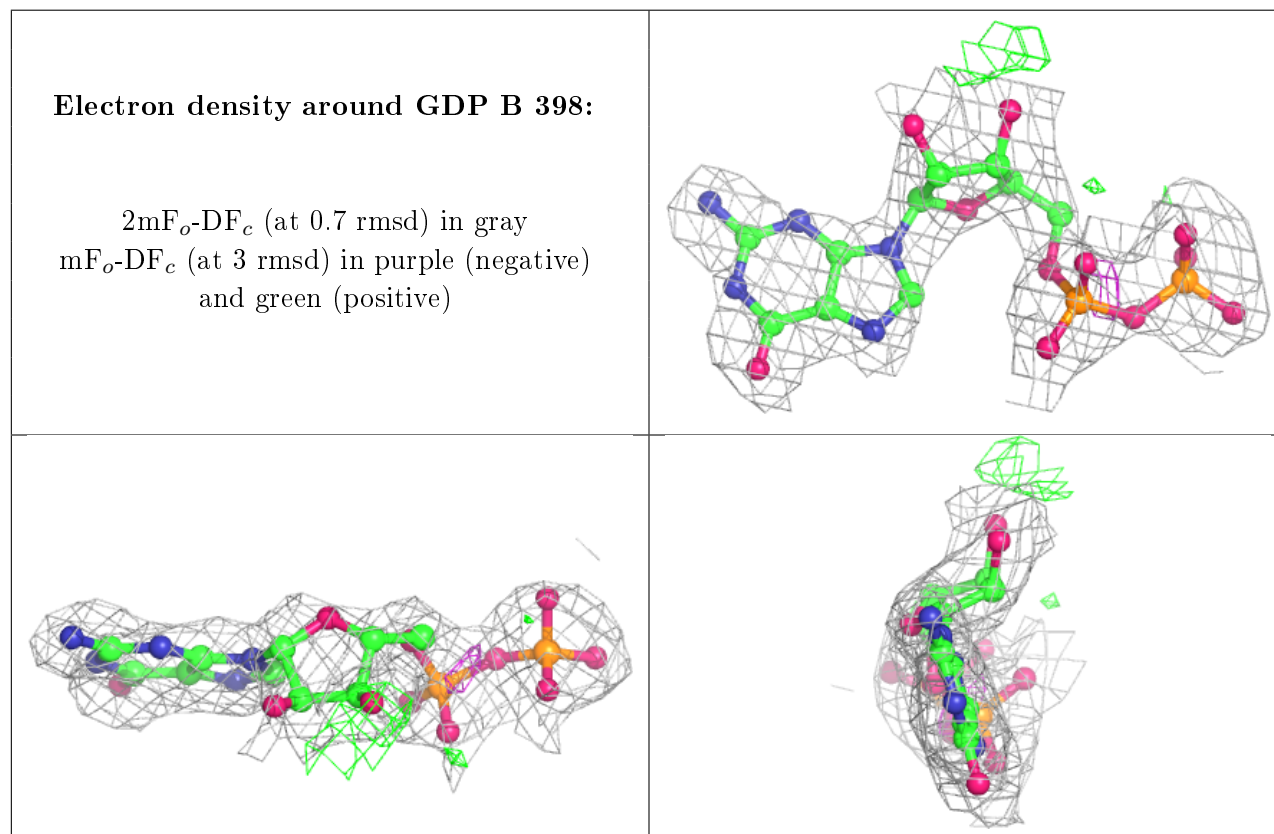 Electron density around GDP B 398:
2mFo-DFc (at 0.7 rmsd) in gray
mFo-DFc (at 3 rmsd) in purple (negative)
and green (positive)